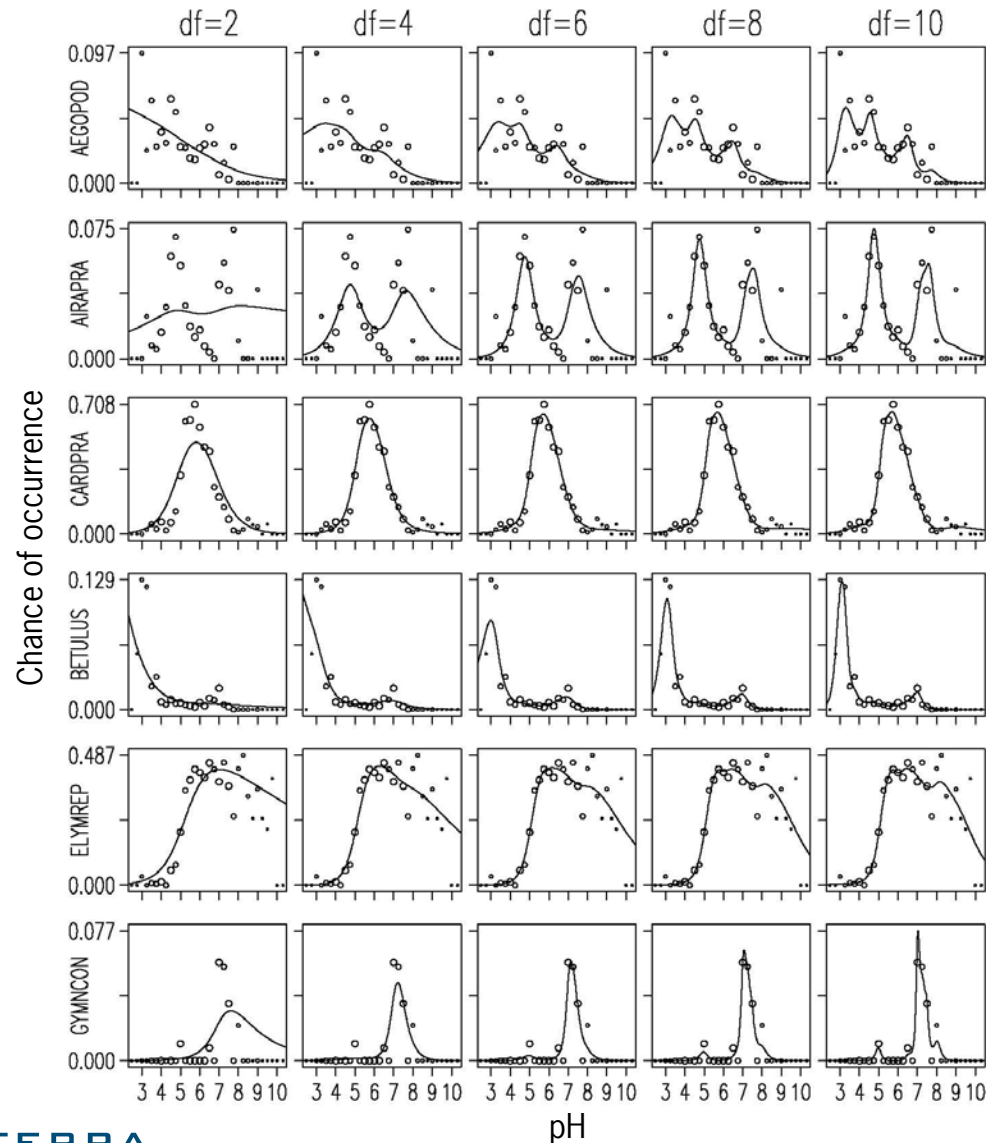 df=2 df=4 df=6 df=8 df=10
0.097
AEGOPOD
0.000
0.075
AIRAPRA
0.000
0.708
CARDPRA
0.000
0.129
BETULUS
0.000
0.487
ELYMREP
0.000
0.077
GYMNCON
0.000
Chance of occurrence
3 4 5 6 7 8 9 10 3 4 5 6 7 8 9 10 3 4 5 6 7 8 9 10 3 4 5 6 7 8 9 10 3 4 5 6 7 8 9 10
pH